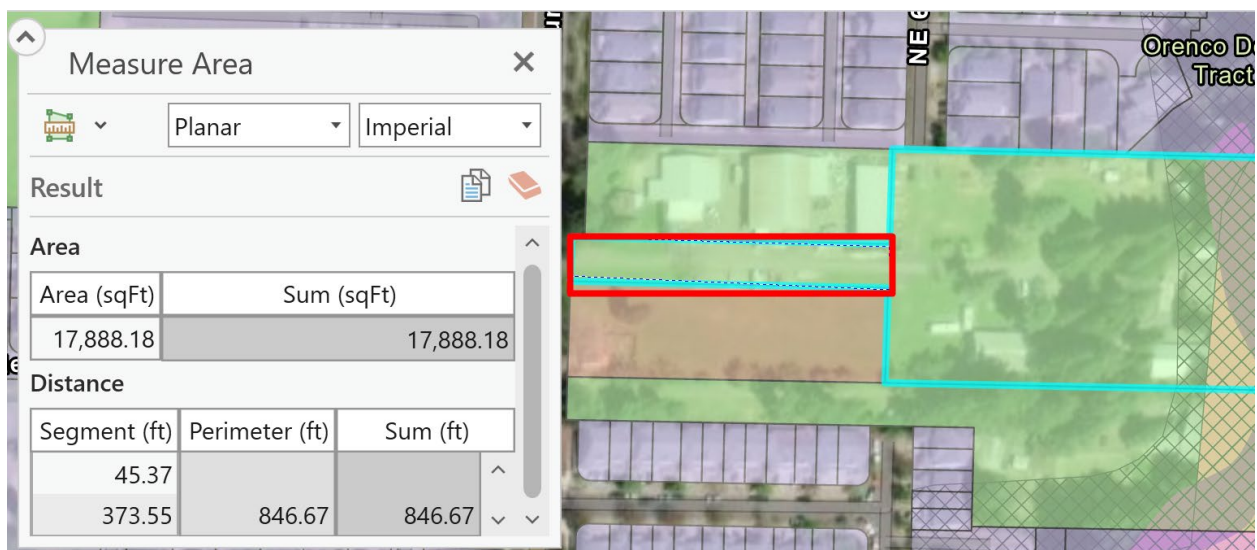 Measure Area
Planar
Imperial
Result
Area
Area (sqFt)
Sum (sqFt)
17,888.18
17,888.18
Distance
Segment (ft)
Perimeter (ft)
Sum (ft)
45.37
373.55
846.67
846.67
NE 6
Orenco D
Tract